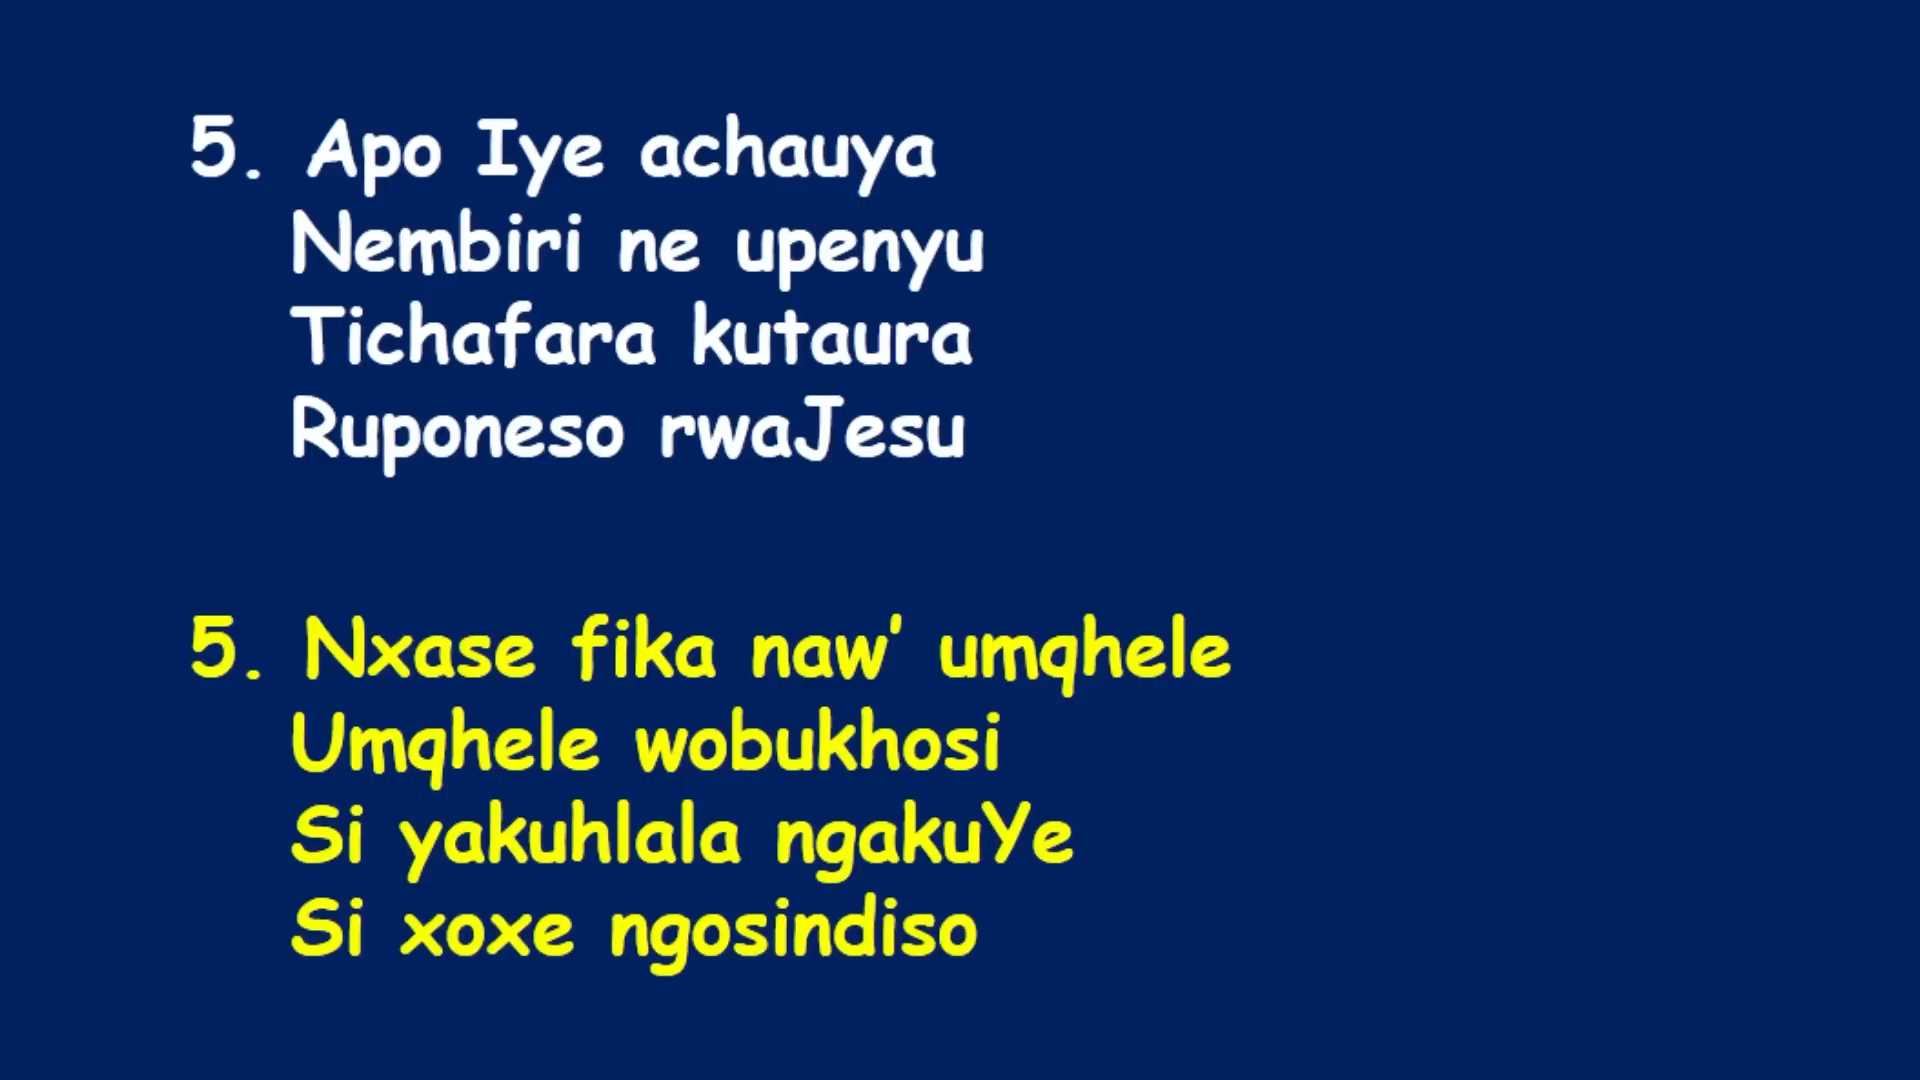 5. Apo Iye achauya
Nembiri ne upenyu
Tichafara kutaura
Ruponeso rwaJesu
5. Nxase fika naw’ umqhele
Umqhele wobukhosi
Si yakuhlala ngakuYe
Si xoxe ngosindiso